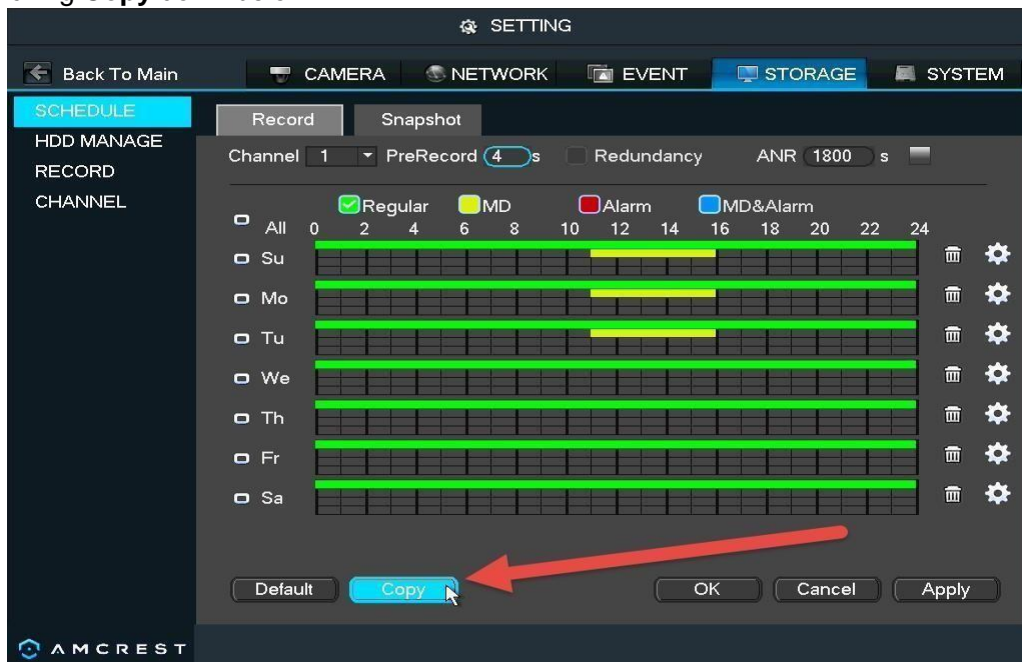 SETTING
Back To Main CAMERA NETWORK EVENT STORAGE SYSTEM
SCHEDULE
HDD MANAGE
RECORD
CHANNEL
Record Snapshot
Channel 1 PreRecord 4 s Redundancy ANR 1800 s
Regular MD Alarm MD&Alarm
All 0 2 4 6 8 10 12 14 16 18 20 22 24
Su
Mo
Tu
We
Th
Fr
Sa
Default Copy OK Cancel Apply
AMCREST